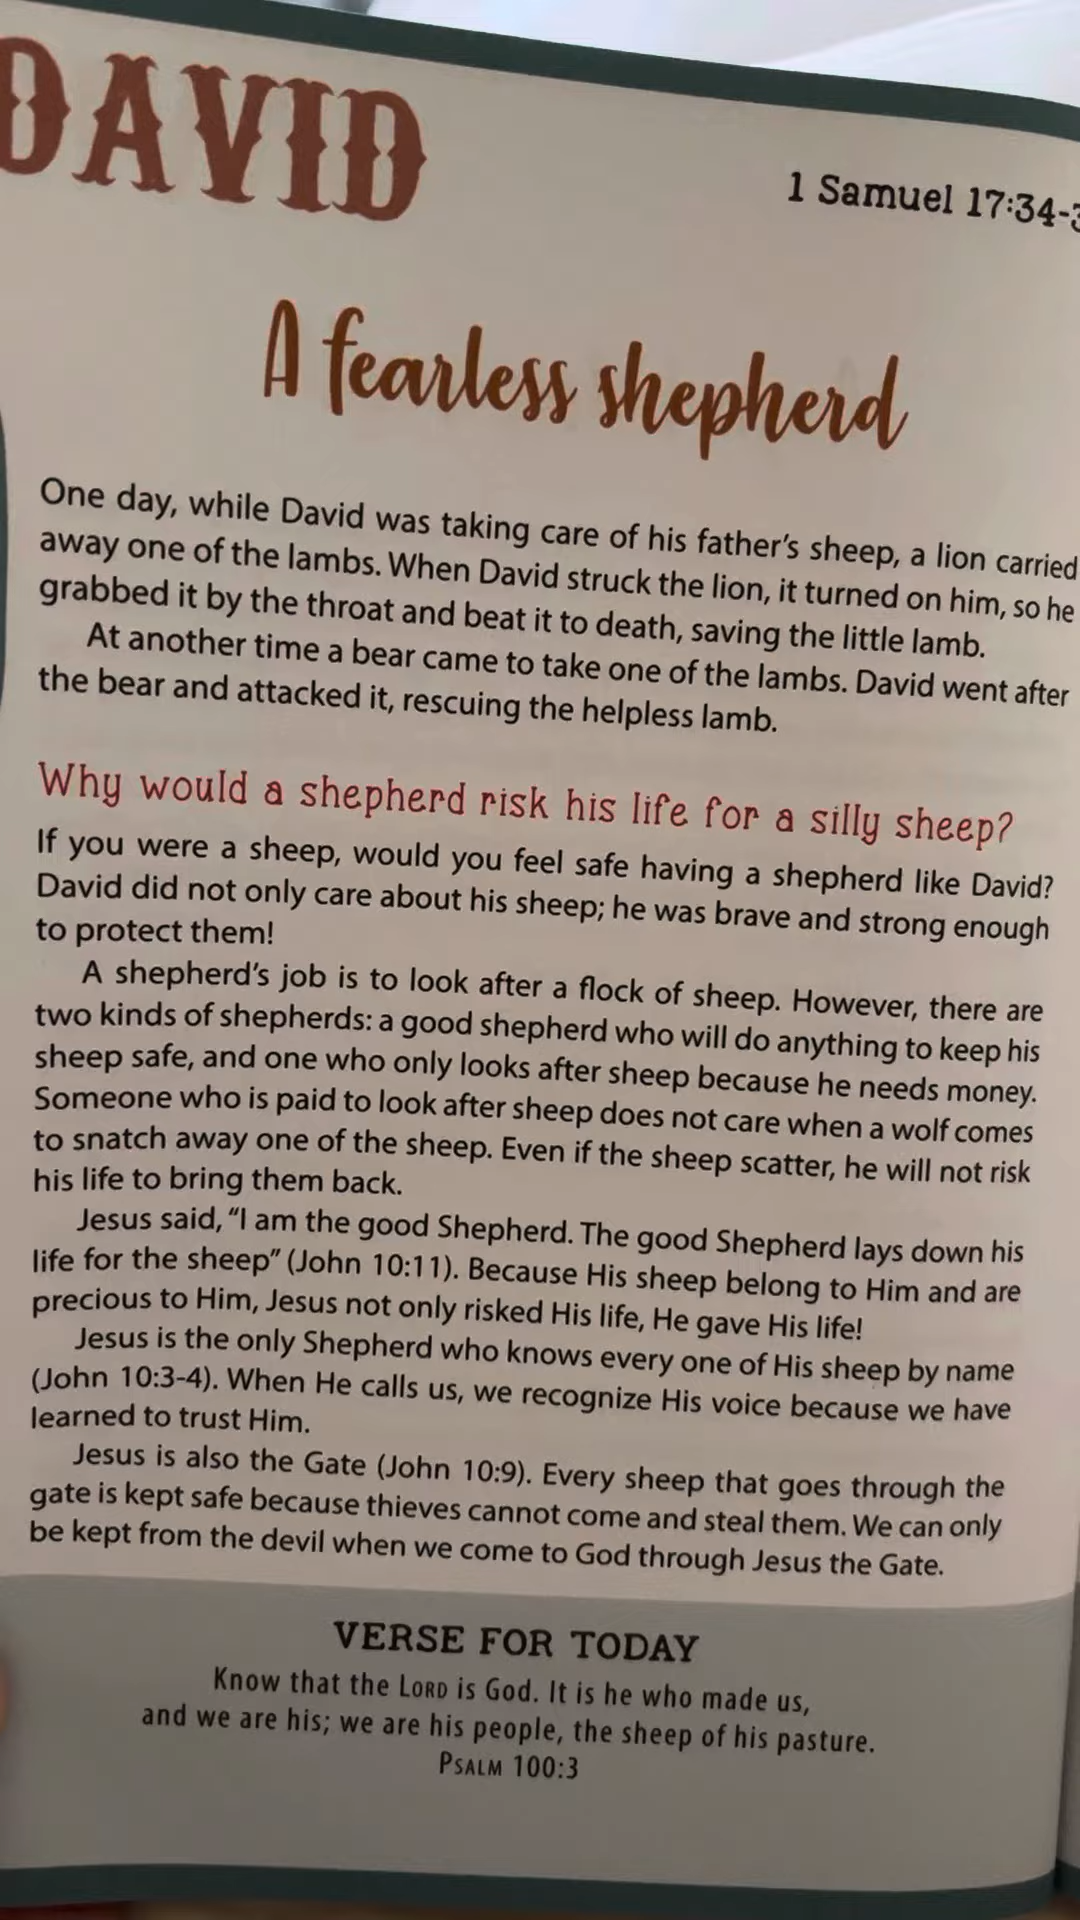 DAVID
1 Samuel 17:34-3
A fearless shepherd
One day, while David was taking care of his father's sheep, a lion carried
away one of the lambs. When David struck the lion, it turned on him, so he
grabbed it by the throat and beat it to death, saving the little lamb.
At another time a bear came to take one of the lambs. David went after
the bear and attacked it, rescuing the helpless lamb.
Why would a shepherd risk his life for a silly sheep?
If you were a sheep, would you feel safe having a shepherd like David?
David did not only care about his sheep; he was brave and strong enough
to protect them!
A shepherd's job is to look after a flock of sheep. However, there are
two kinds of shepherds: a good shepherd who will do anything to keep his
sheep safe, and one who only looks after sheep because he needs money.
Someone who is paid to look after sheep does not care when a wolf comes
to snatch away one of the sheep. Even if the sheep scatter, he will not risk
his life to bring them back.
Jesus said, “I am the good Shepherd. The good Shepherd lays down his
life for the sheep” (John 10:11). Because His sheep belong to Him and are
precious to Him, Jesus not only risked His life, He gave His life!
Jesus is the only Shepherd who knows every one of His sheep by name
(John 10:3-4). When He calls us, we recognize His voice because we have
learned to trust Him.
Jesus is also the Gate (John 10:9). Every sheep that goes through the
gate is kept safe because thieves cannot come and steal them. We can only
be kept from the devil when we come to God through Jesus the Gate.
VERSE FOR TODAY
Know that the LORD is God. It is he who made us,
and we are his; we are his people, the sheep of his pasture.
PSALM 100:3